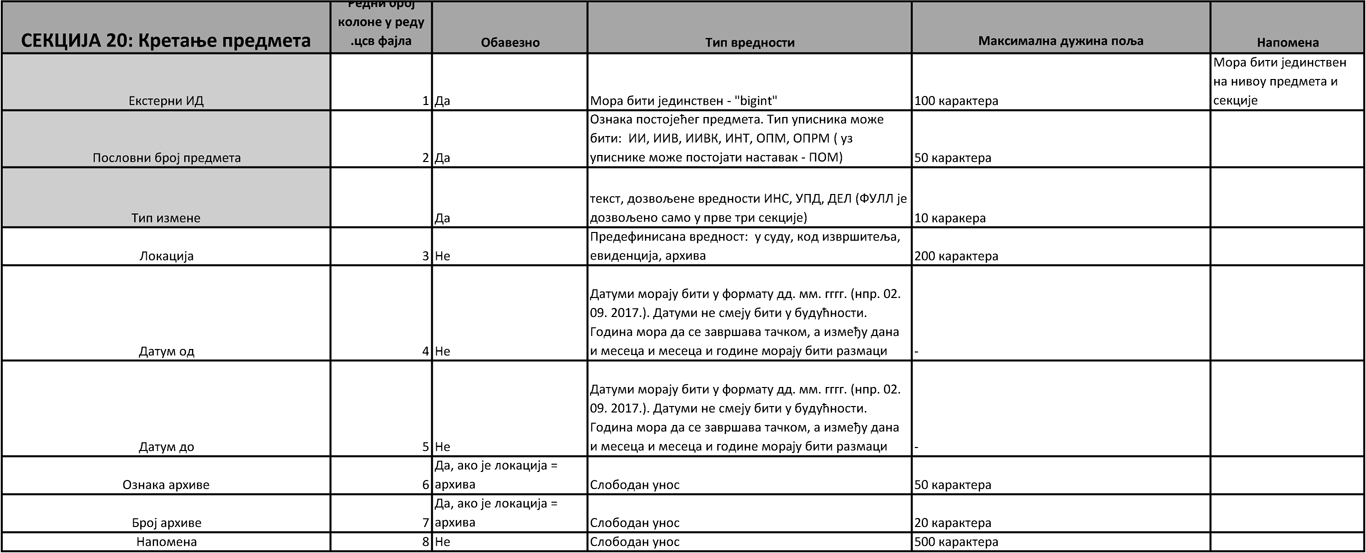 Редни број
колоне у реду
.цсв фајла
СЕКЦИЈА 20: Кретање предмета
Обавезно
Тип вредности
Максимална дужина поља
Напомена
Екстерни ИД
1
Да
Мора бити јединствен - "bigint"
100 карактера
Мора бити јединствен
на нивоу предмета и
секције
Пословни број предмета
2
Да
Ознака постојећег предмета. Тип уписника може
бити:  ИИ, ИИВ, ИИВК, ИНТ, ОПМ, ОПРМ ( уз
уписнике може постојати наставак - ПОМ)
50 карактера
Тип измене
Да
текст, дозвољене вредности ИНС, УПД, ДЕЛ (ФУЛЛ је
дозвољено само у прве три секције)
10 каракера
Локација
3
Не
Предефинисана вредност:  у суду, код извршитеља,
евиденција, архива
200 карактера
Датум од
4
Не
Датуми морају бити у формату дд. мм. гггг. (нпр. 02.
09. 2017.). Датуми не смеју бити у будућности.
Година мора да се завршава тачком, а између дана
и месеца и месеца и године морају бити размаци
-
Датум до
5
Не
Датуми морају бити у формату дд. мм. гггг. (нпр. 02.
09. 2017.). Датуми не смеју бити у будућности.
Година мора да се завршава тачком, а између дана
и месеца и месеца и године морају бити размаци
-
Ознака архиве
6
Да, ако је локација =
архива
Слободан унос
50 карактера
Број архиве
7
Да, ако је локација =
архива
Слободан унос
20 карактера
Напомена
8
Не
Слободан унос
500 карактера